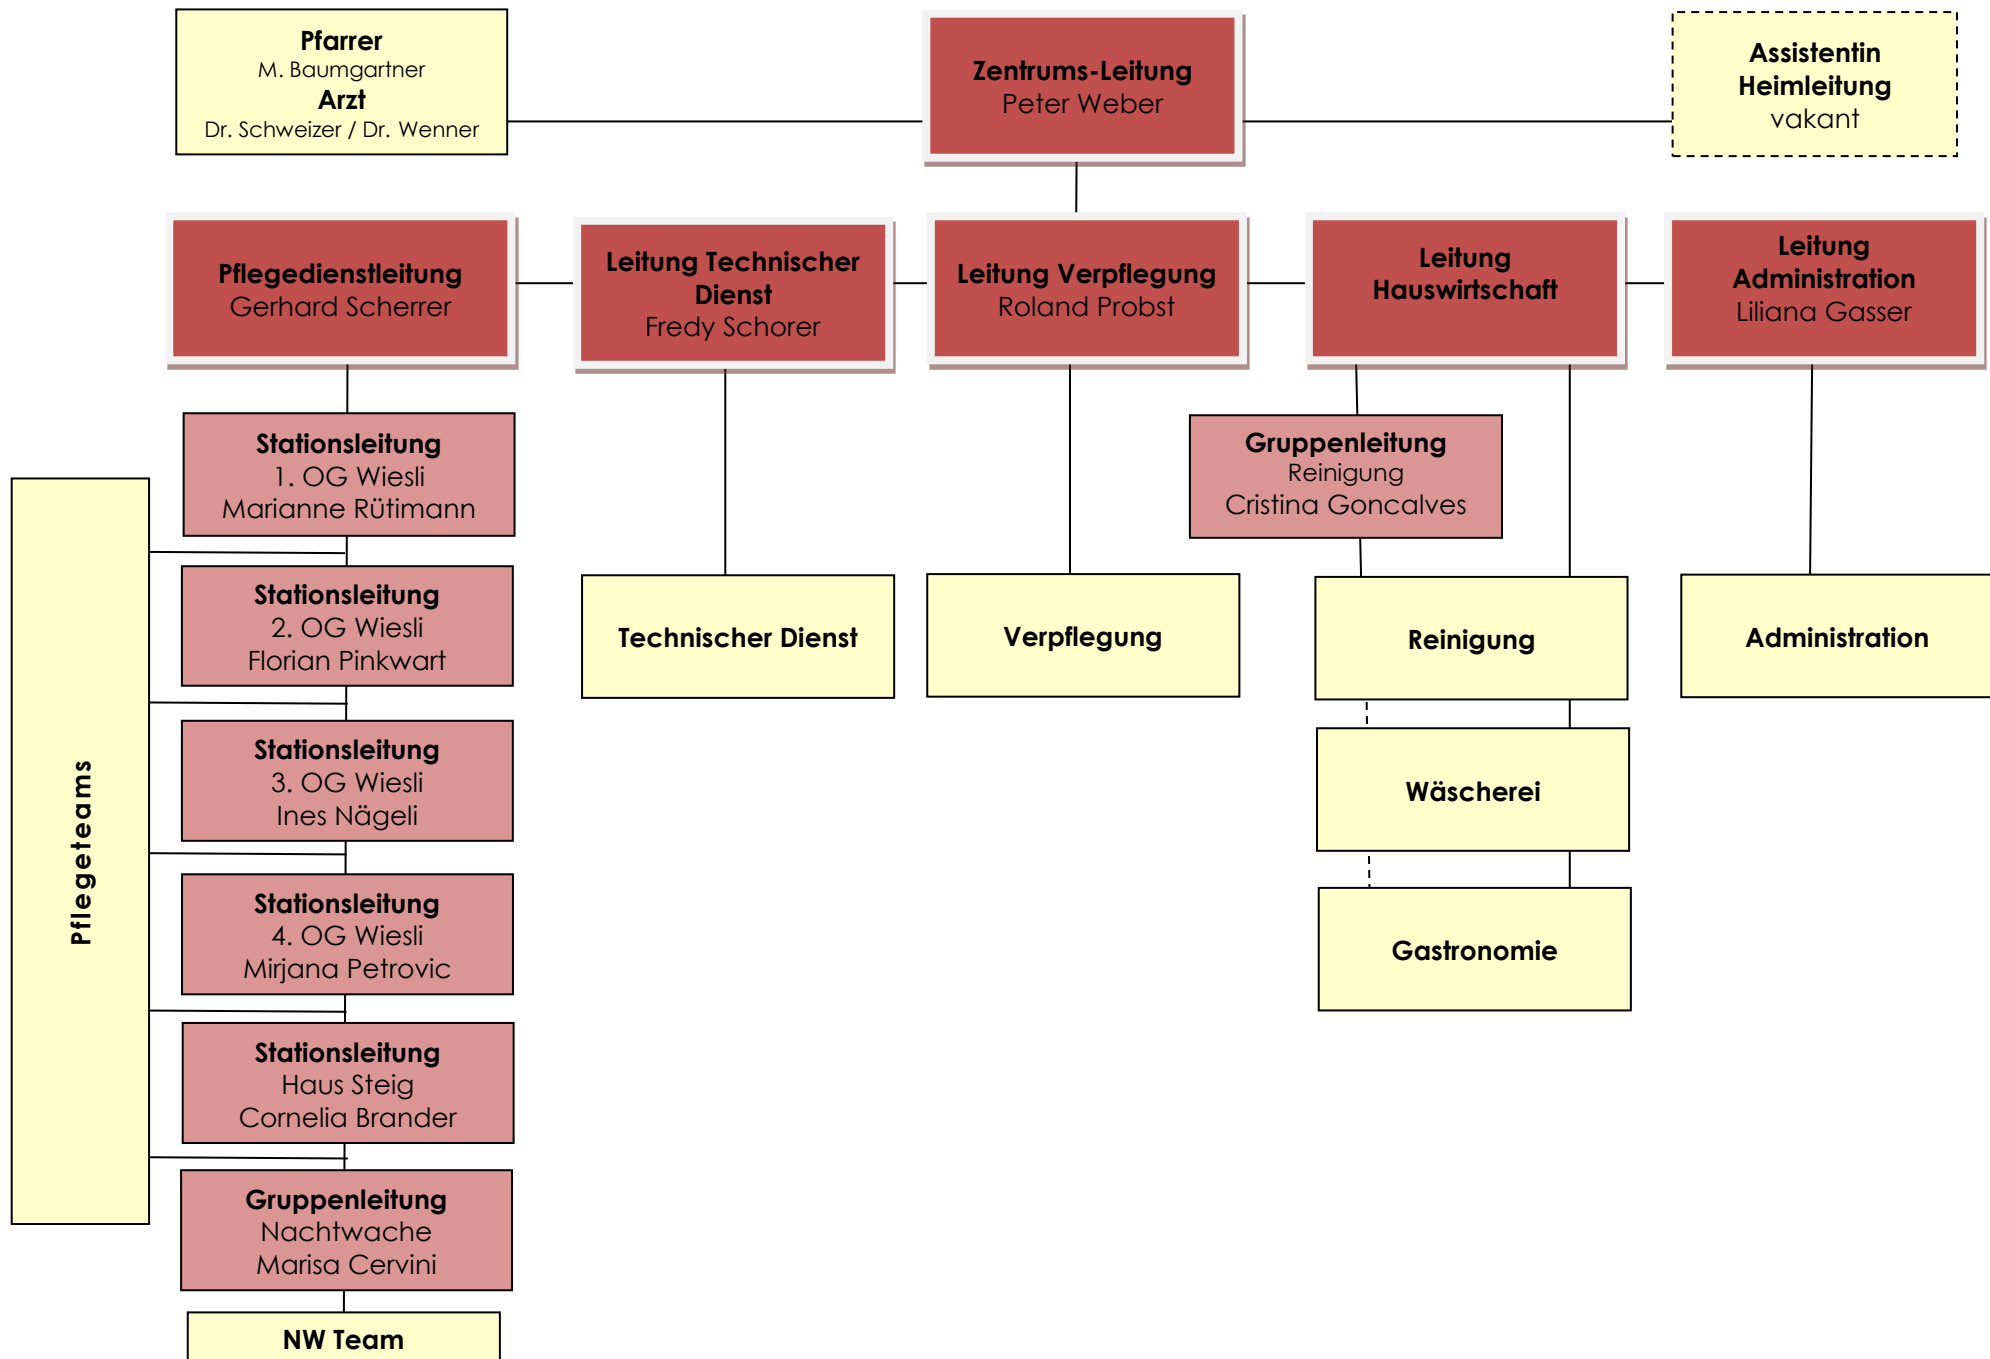 Pfarrer
M. Baumgartner
Arzt
Dr. Schweizer / Dr. Wenner
Zentrums-Leitung
Peter Weber
Assistentin
Heimleitung
vakant
Pflegedienstleitung
Gerhard Scherrer
Leitung Technischer
Dienst
Fredy Schorer
Leitung Verpflegung
Roland Probst
Leitung
Hauswirtschaft
Leitung
Administration
Liliana Gasser
Stationsleitung
1. OG Wiesli
Marianne Rütimann
Gruppenleitung
Reinigung
Cristina Goncalves
Pflegeteams
Stationsleitung
2. OG Wiesli
Florian Pinkwart
Technischer Dienst
Verpflegung
Reinigung
Administration
Stationsleitung
3. OG Wiesli
Ines Nägeli
Wäscherei
Stationsleitung
4. OG Wiesli
Mirjana Petrovic
Gastronomie
Stationsleitung
Haus Steig
Cornelia Brander
Gruppenleitung
Nachtwache
Marisa Cervini
NW Team